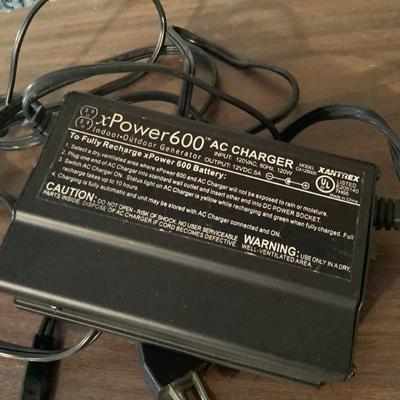 xPower600™ AC CHARGER
Indoor•Outdoor Generator
INPUT: 120VAC, 60Hz, 120W
OUTPUT: 12VDC, 5A
MODEL
XANTREX
UL
LISTED
To Fully Recharge xPower 600 Battery:
1. Select a dry, ventilated area where xPower 600 and AC Charger will not be exposed to rain or moisture.
2. Plug one end of AC Charger into standard wall outlet and insert other end into DC POWER SOCKET.
3. Switch AC Charger ON. Status light on AC Charger is yellow while recharging and green when fully charged. Full
recharge takes up to 10 hours.
4. Charging is fully automatic and unit may be stored with AC Charger connected and ON.
CAUTION: DO NOT OPEN - RISK OF SHOCK. NO USER SERVICEABLE
PARTS INSIDE. DISPOSE OF AC CHARGER IF CORD BECOMES DEFECTIVE.
WARNING: USE ONLY IN A DRY,
WELL-VENTILATED AREA.